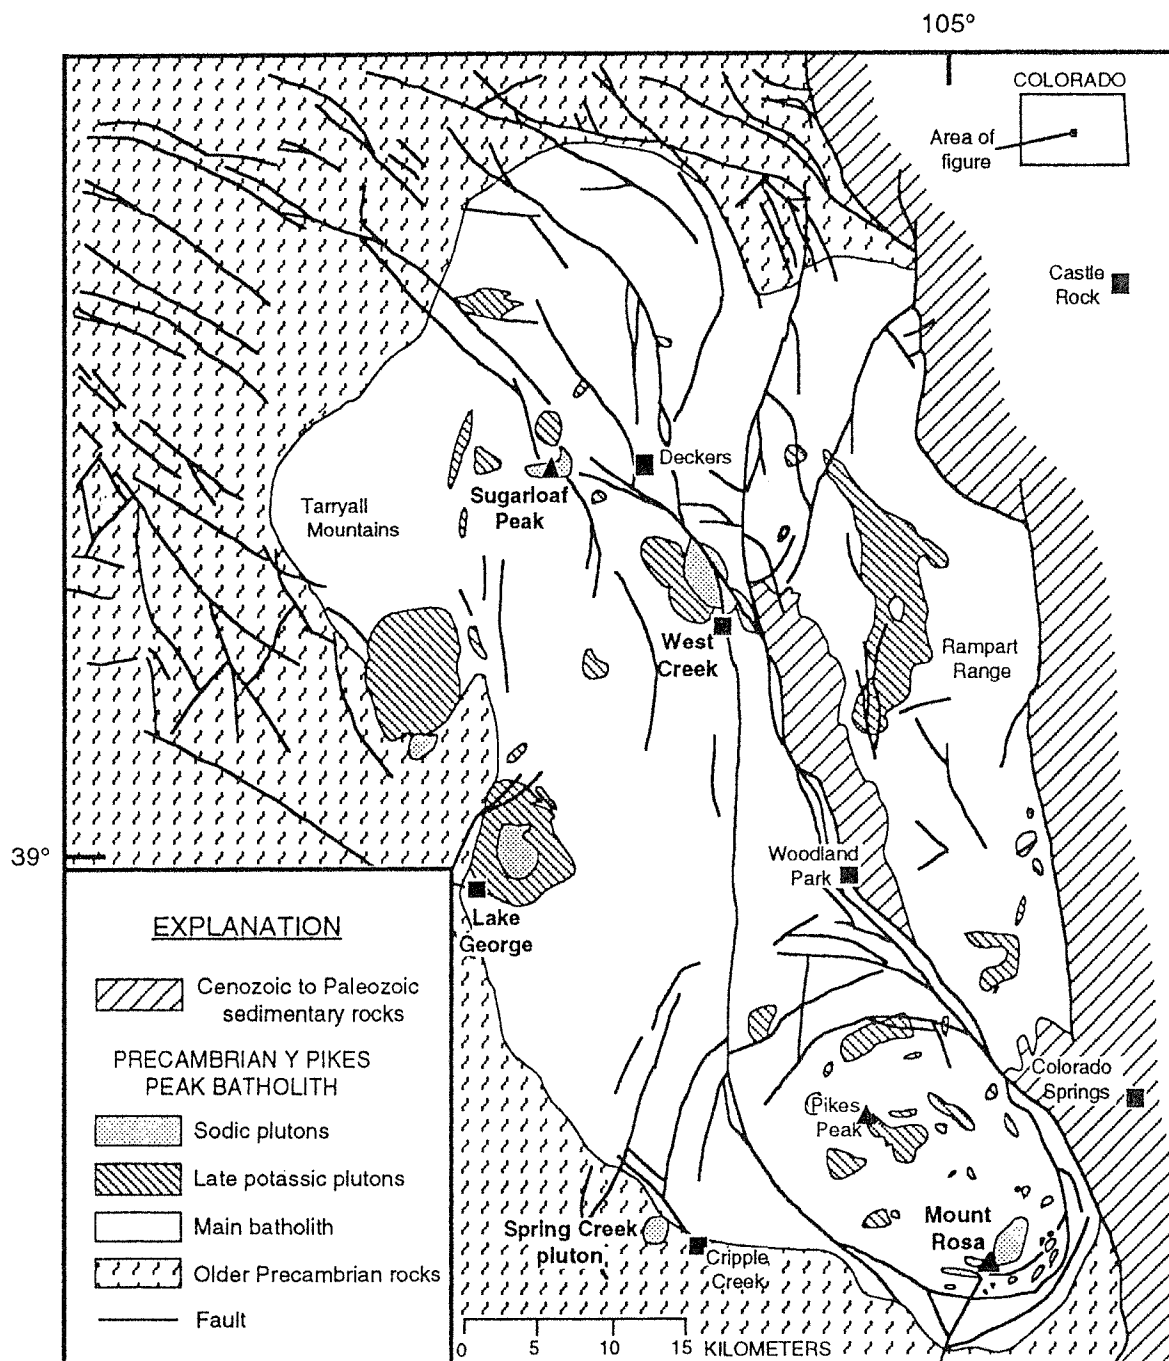 105°
COLORADO
Area of
figure
Castle
Rock
Deckers
Sugarloaf
Peak
Tarryall
Mountains
West
Creek
Rampart
Range
39°
Woodland
Park
Lake
George
Colorado
Springs
Pikes
Peak
Mount
Rosa
Spring Creek
pluton
Cripple
Creek
EXPLANATION
Cenozoic to Paleozoic
sedimentary rocks
PRECAMBRIAN Y PIKES
PEAK BATHOLITH
Sodic plutons
Late potassic plutons
Main batholith
Older Precambrian rocks
Fault
0 5 10 15 KILOMETERS